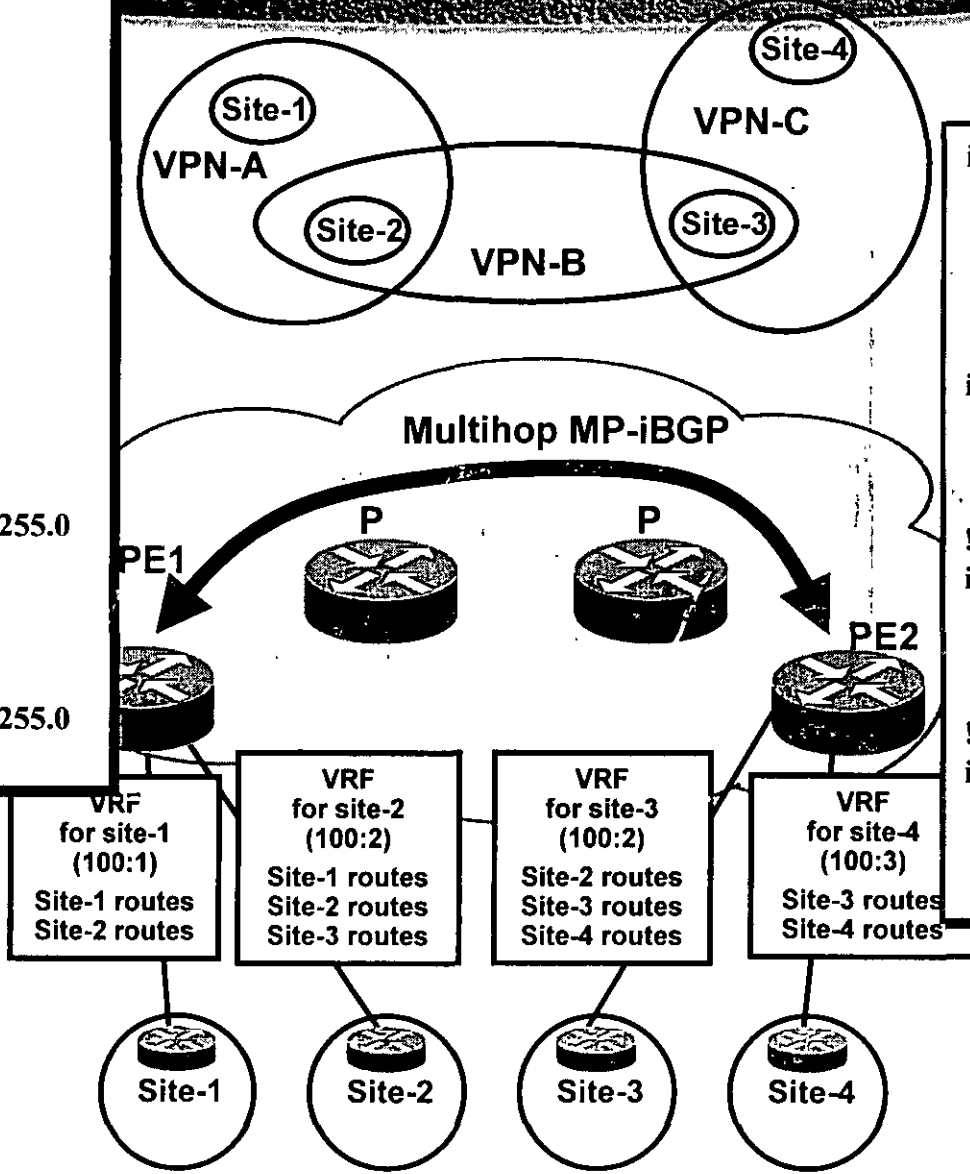 Site-4
Site-1
VPN-C
VPN-A
Site-2
Site-3
VPN-B
Multihop MP-iBGP
255.0
P
P
PE1
PE2
255.0
VRF
for site-1
(100:1)
Site-1 routes
Site-2 routes
VRF
for site-2
(100:2)
Site-1 routes
Site-2 routes
Site-3 routes
VRF
for site-3
(100:2)
Site-2 routes
Site-3 routes
Site-4 routes
VRF
for site-4
(100:3)
Site-3 routes
Site-4 routes
Site-1
Site-2
Site-3
Site-4